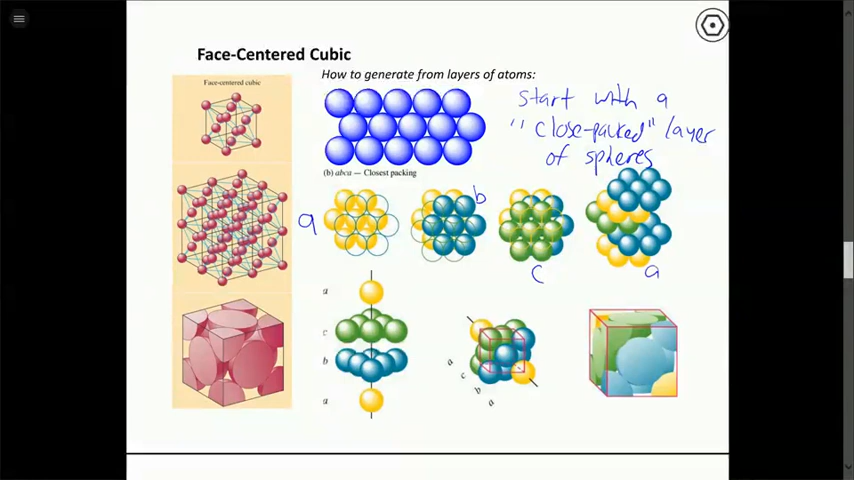 Face-Centered Cubic
How to generate from layers of atoms:
Face-centered cubic
start with a
"close-packed" layer
of spheres
(b) abca — Closest packing
a
b
c
a
a
c
b
a
a
c
b
a